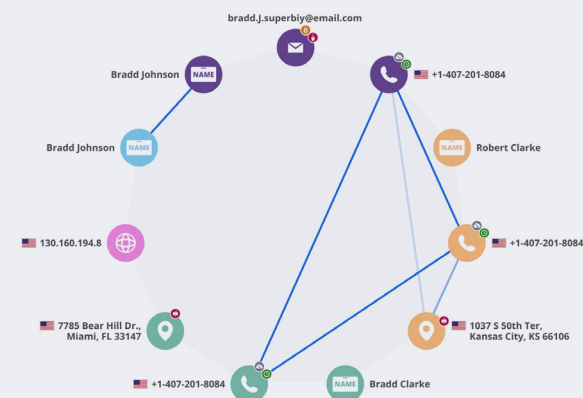 bradd.j.superbiy@email.com
0
Bradd Johnson
NAME
+1-407-201-8084
Bradd Johnson
NAME
NAME
Robert Clarke
130.160.194.8
+1-407-201-8084
7785 Bear Hill Dr.,
Miami, FL 33147
1037 S 50th Ter,
Kansas City, KS 66106
+1-407-201-8084
NAME
Bradd Clarke